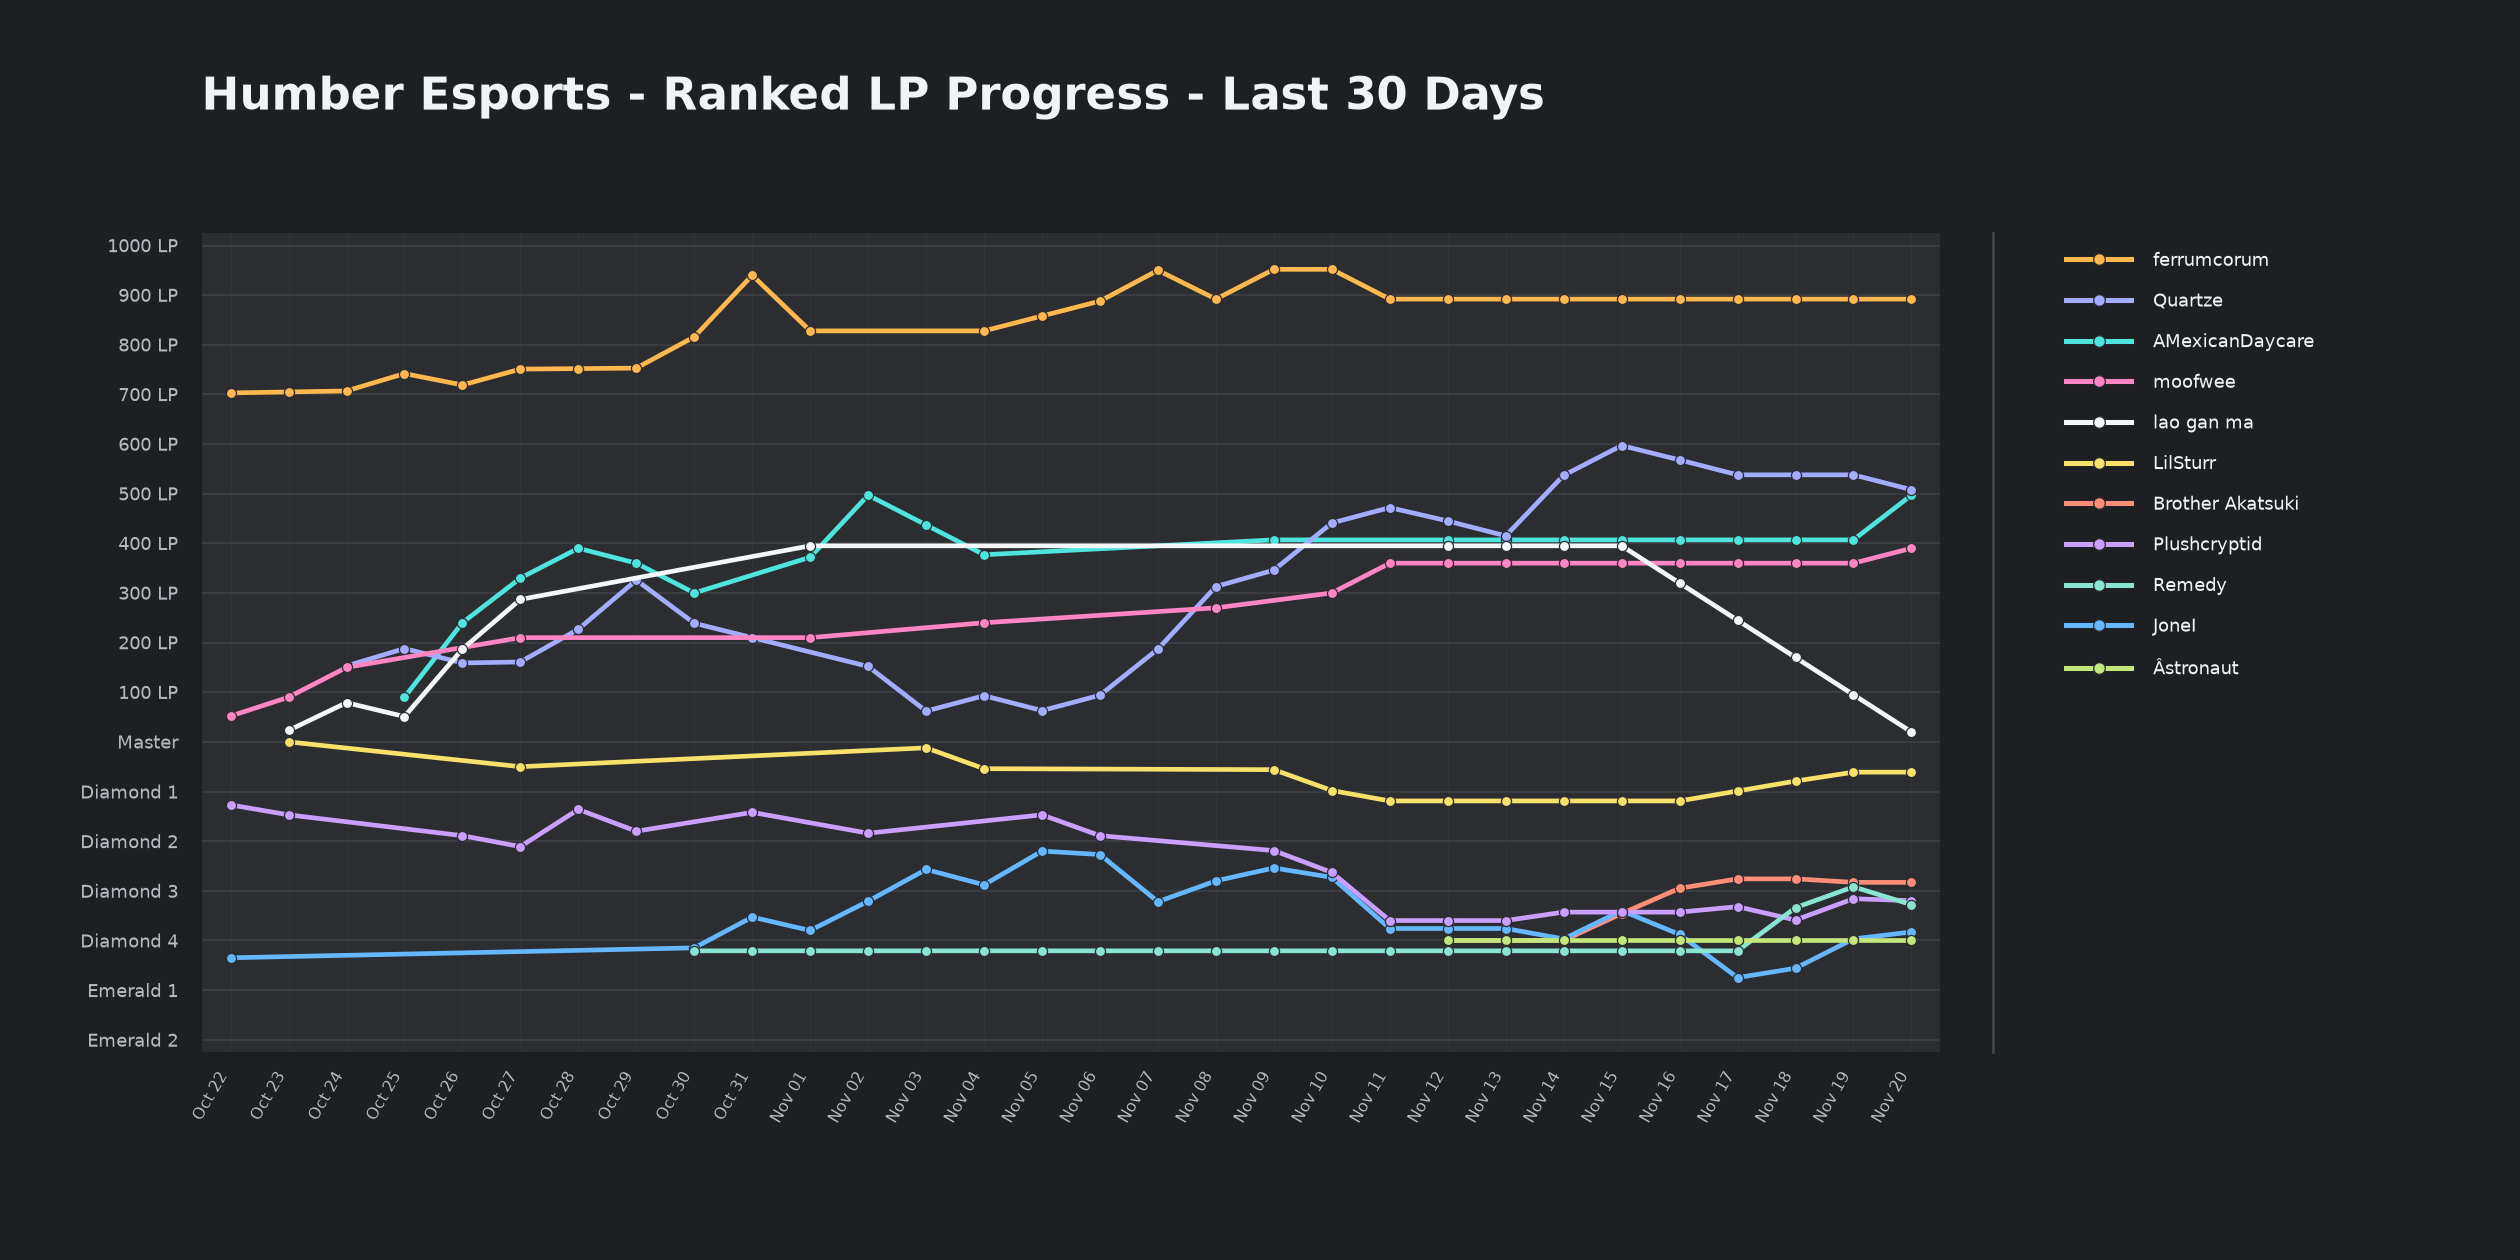 Humber Esports - Ranked LP Progress - Last 30 Days
1000 LP
900 LP
800 LP
700 LP
600 LP
500 LP
400 LP
300 LP
200 LP
100 LP
Master
Diamond 1
Diamond 2
Diamond 3
Diamond 4
Emerald 1
Emerald 2
Oct 22
Oct 23
Oct 24
Oct 25
Oct 26
Oct 27
Oct 28
Oct 29
Oct 30
Oct 31
Nov 01
Nov 02
Nov 03
Nov 04
Nov 05
Nov 06
Nov 07
Nov 08
Nov 09
Nov 10
Nov 11
Nov 12
Nov 13
Nov 14
Nov 15
Nov 16
Nov 17
Nov 18
Nov 19
Nov 20
ferrumcorum
Quartze
AMexicanDaycare
moofwee
lao gan ma
LilSturr
Brother Akatsuki
Plushcryptid
Remedy
Jonel
Âstronaut